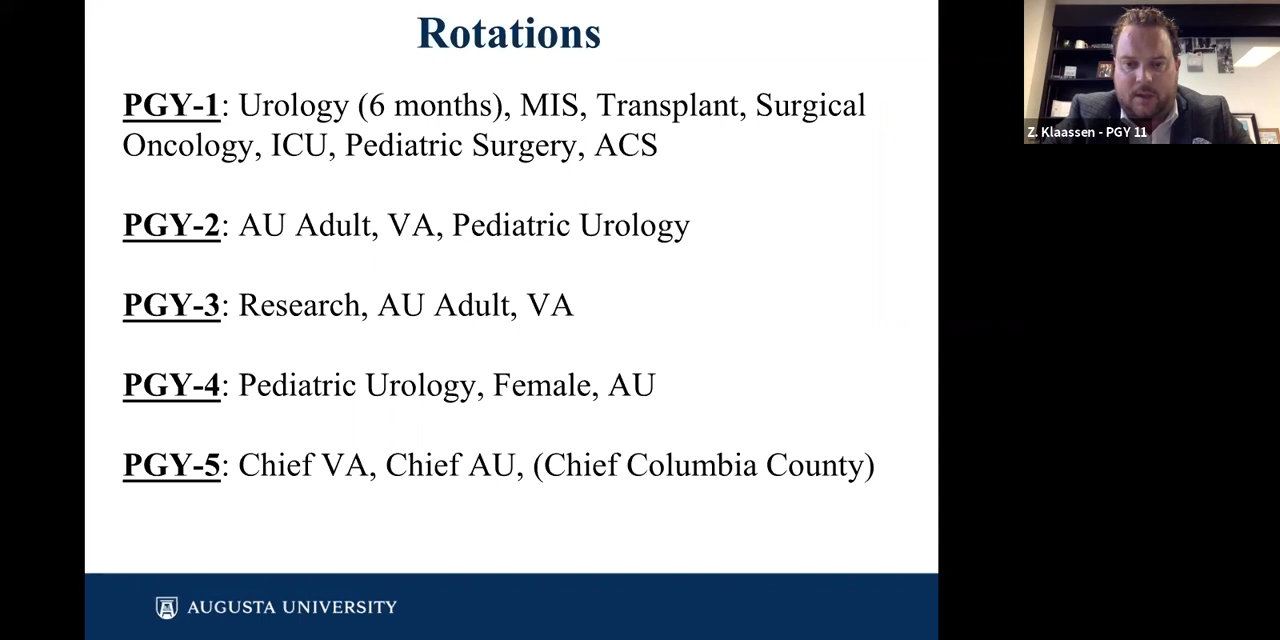 Rotations
PGY-1: Urology (6 months), MIS, Transplant, Surgical
Oncology, ICU, Pediatric Surgery, ACS
PGY-2: AU Adult, VA, Pediatric Urology
PGY-3: Research, AU Adult, VA
PGY-4: Pediatric Urology, Female, AU
PGY-5: Chief VA, Chief AU, (Chief Columbia County)
AUGUSTA UNIVERSITY
Z. Klaassen - PGY 11